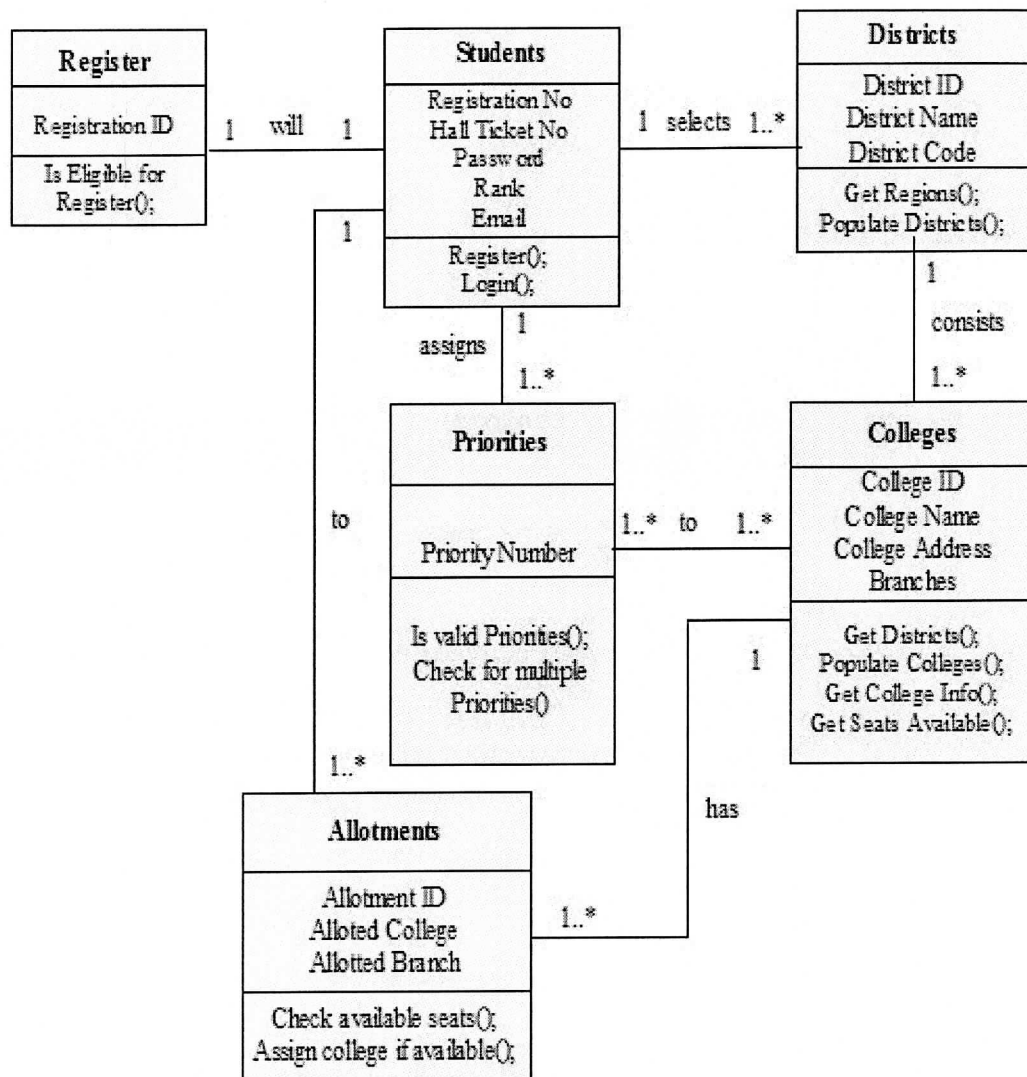 Register
Registration ID
Is Eligible for
Register();
1 will 1
Students
Registration No
Hall Ticket No
Password
Rank
Email
Register();
Login();
1 selects 1..*
Districts
District ID
District Name
District Code
Get Regions();
Populate Districts();
1
consists
1..*
1
assigns
1..*
Priorities
Priority Number
Is valid Priorities();
Check for multiple
Priorities()
1..* to 1..*
Colleges
College ID
College Name
College Address
Branches
Get Districts();
Populate Colleges();
Get College Info();
Get Seats Available();
1
to
1..*
1
has
1..*
Allotments
Allotment ID
Alloted College
Allotted Branch
Check available seats();
Assign college if available();